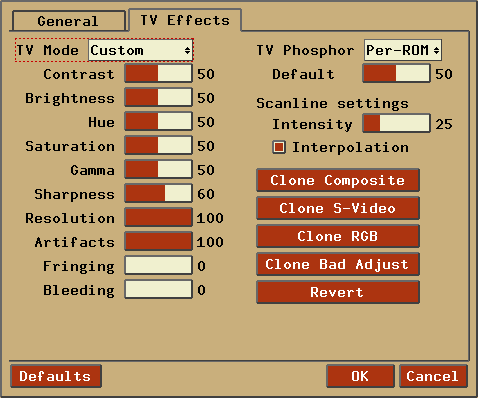 General
TV Effects
TV Mode Custom
Contrast 50
Brightness 50
Hue 50
Saturation 50
Gamma 50
Sharpness 60
Resolution 100
Artifacts 100
Fringing 0
Bleeding 0
TV Phosphor Per-ROM
Default 50
Scanline settings
Intensity 25
Interpolation
Clone Composite
Clone S-Video
Clone RGB
Clone Bad Adjust
Revert
Defaults
OK
Cancel